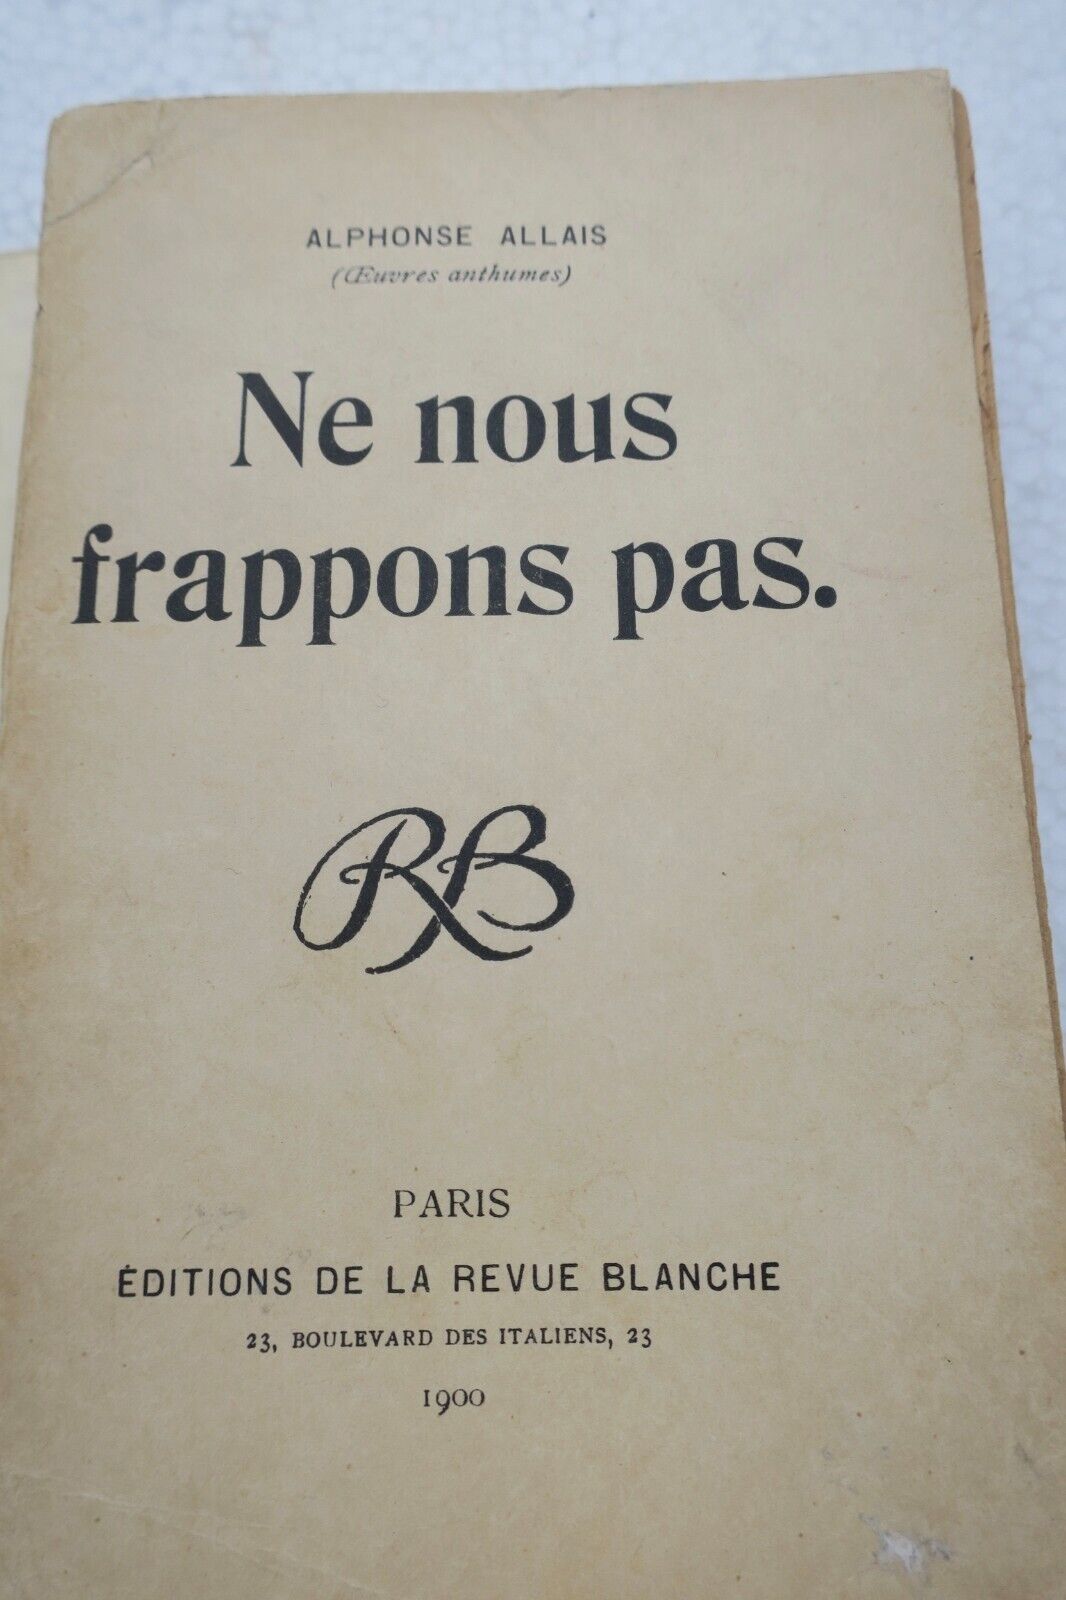 ALPHONSE ALLAIS
(Œuvres anthumes)
Ne nous
frappons pas.
RB
PARIS
ÉDITIONS DE LA REVUE BLANCHE
23, BOULEVARD DES ITALIENS, 23
1900